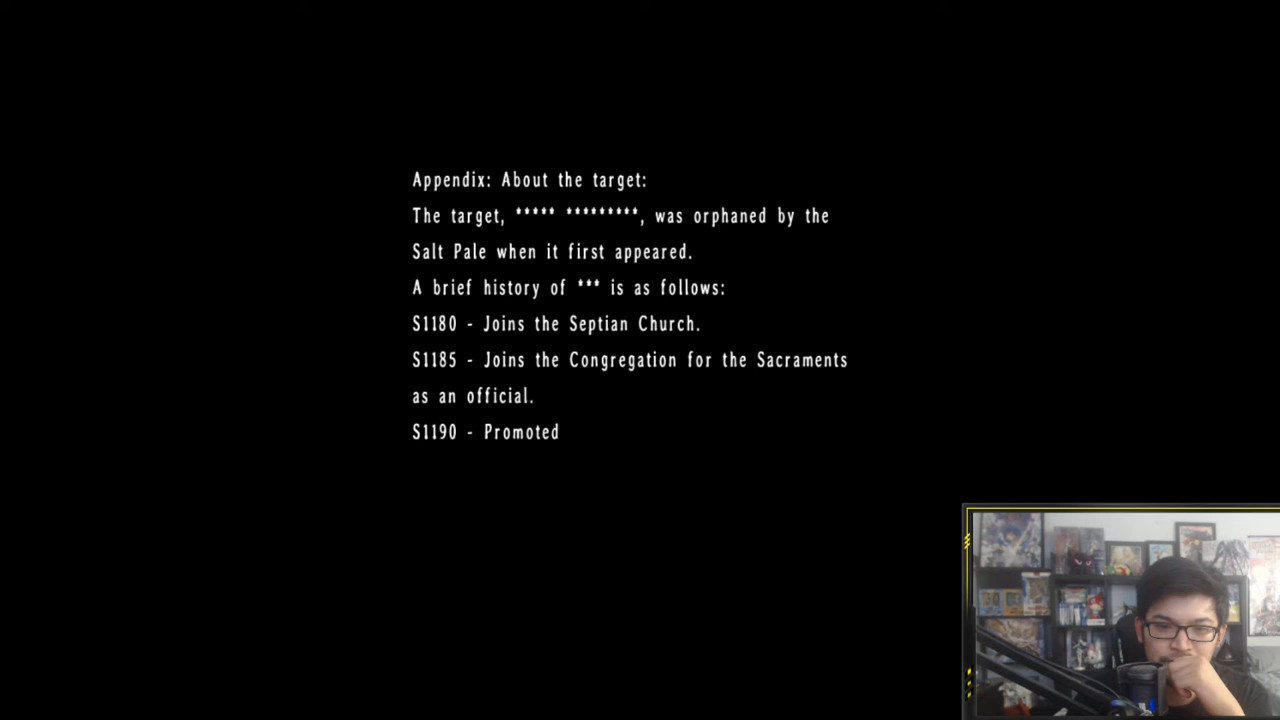 Appendix: About the target:
The target, ***** *********, was orphaned by the
Salt Pale when it first appeared.
A brief history of *** is as follows:
S1180 - Joins the Septian Church.
S1185 - Joins the Congregation for the Sacraments
as an official.
S1190 - Promoted